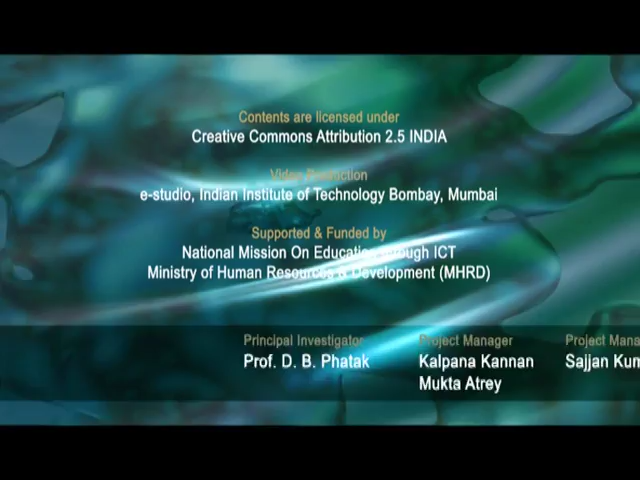 Contents are licensed under
Creative Commons Attribution 2.5 INDIA
Video Production
e-studio, Indian Institute of Technology Bombay, Mumbai
Supported & Funded by
National Mission On Education through ICT
Ministry of Human Resources & Development (MHRD)
Principal Investigator
Prof. D. B. Phatak
Project Manager
Kalpana Kannan
Mukta Atrey
Project
Sajjan